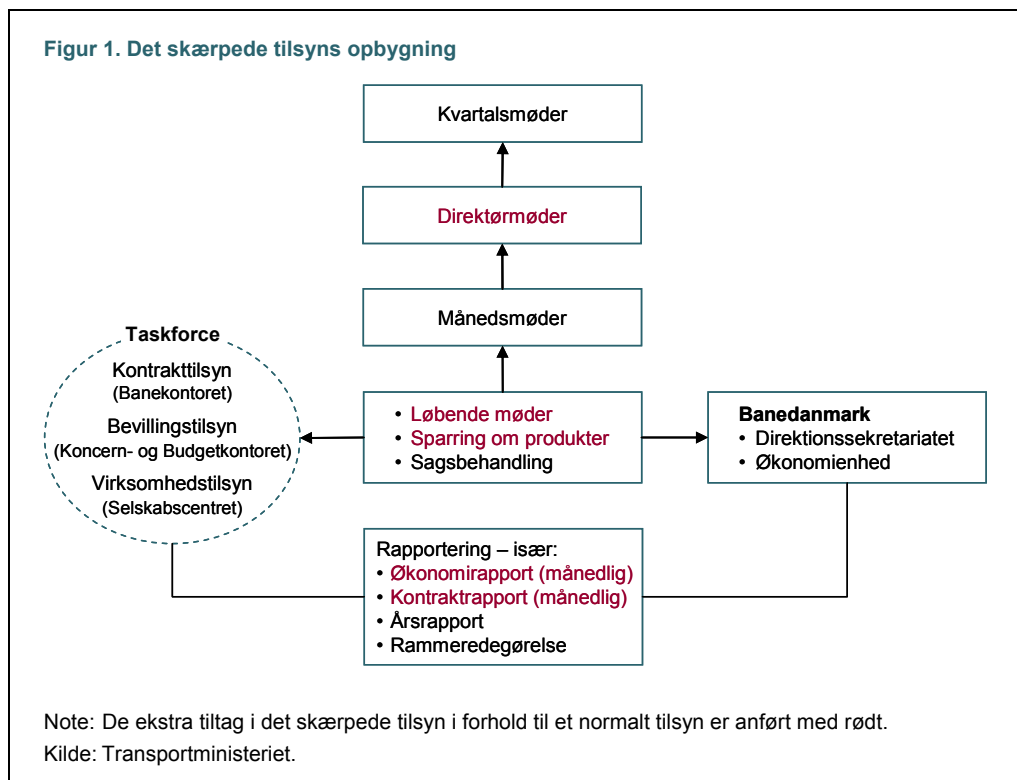 Figur 1. Det skærpede tilsyns opbygning
Kvartalsmøder
Direktørmøder
Månedsmøder
Taskforce
Kontrakttilsyn
(Banekontoret)
Bevillingstilsyn
(Koncern- og Budgetkontoret)
Virksomhedstilsyn
(Selskabscentret)
• Løbende møder
• Sparring om produkter
• Sagsbehandling
Banedanmark
• Direktionssekretariatet
• Økonomienhed
Rapportering – især:
• Økonomirapport (månedlig)
• Kontraktrapport (månedlig)
• Årsrapport
• Rammeredegørelse
Note: De ekstra tiltag i det skærpede tilsyn i forhold til et normalt tilsyn er anført med rødt.
Kilde: Transportministeriet.